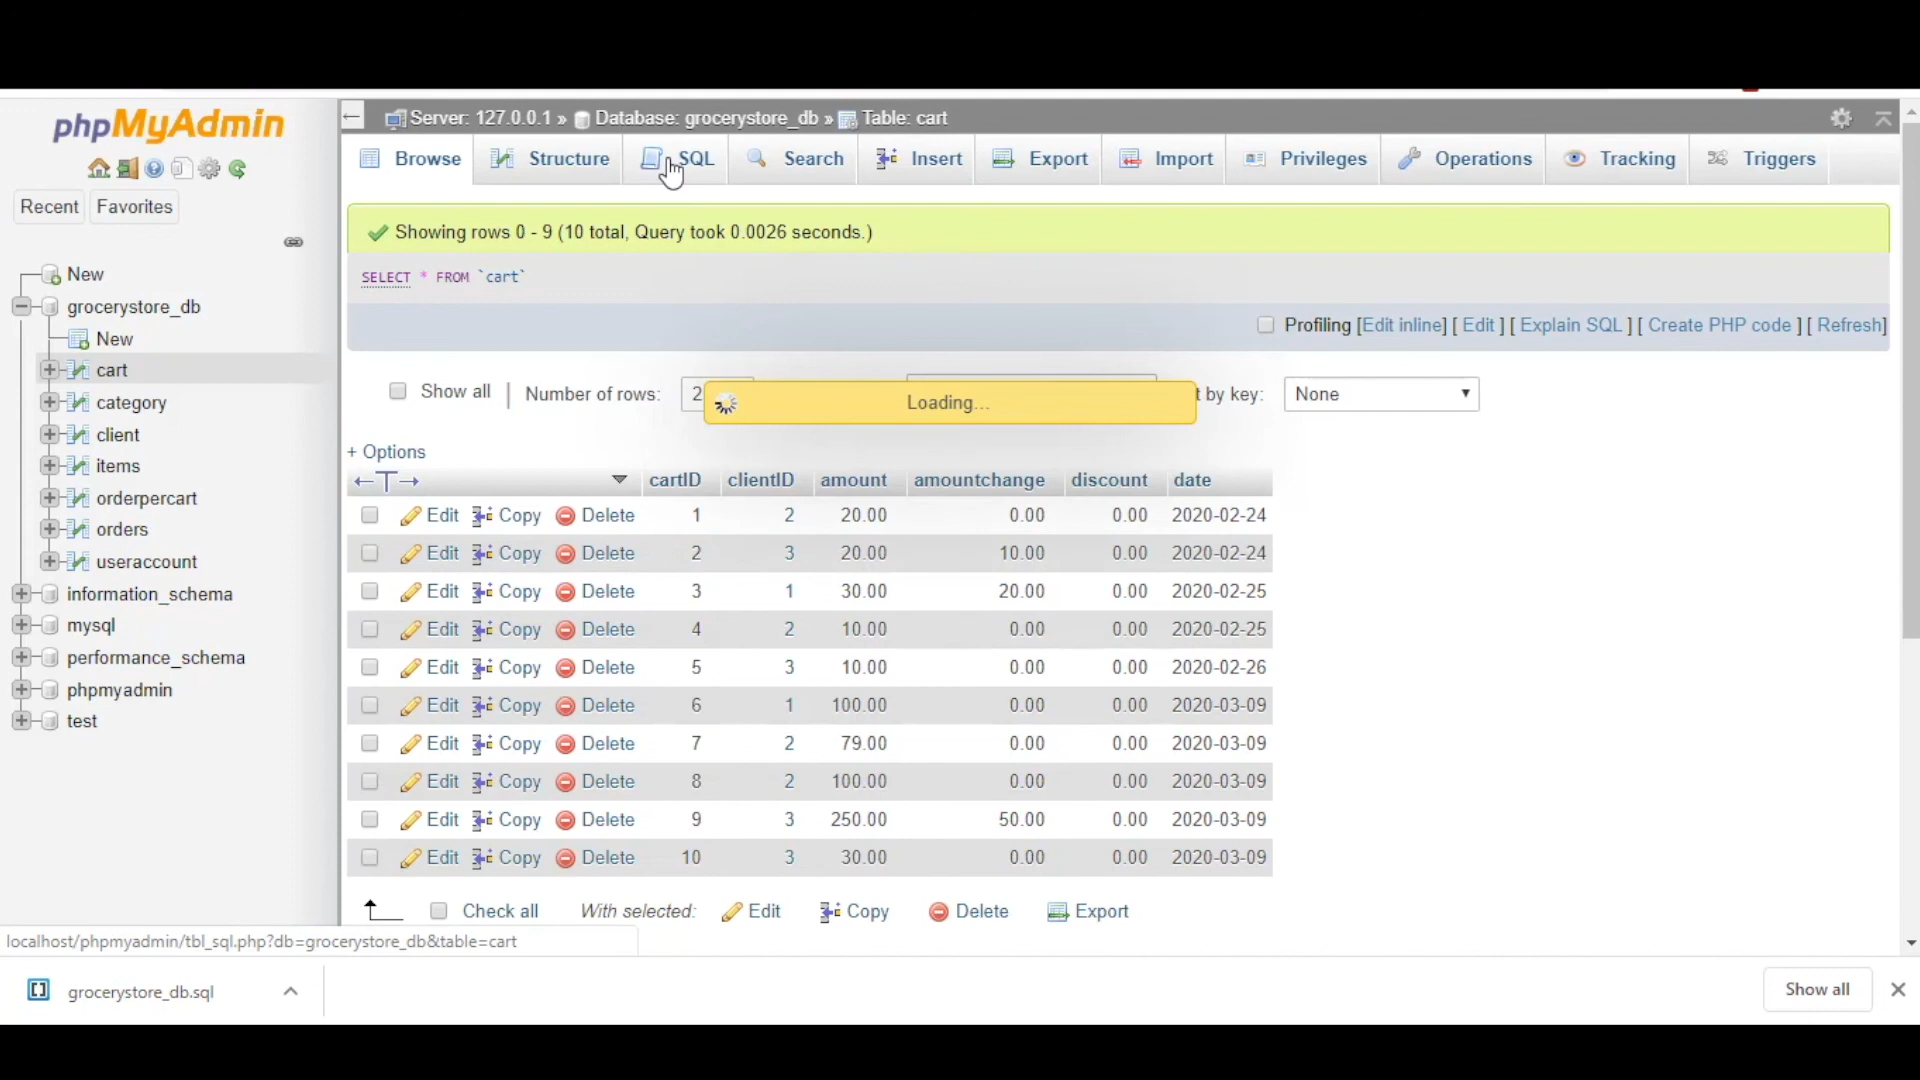 phpMyAdmin
Recent
Favorites
New
grocerystore_db
New
cart
category
client
items
orderpercart
orders
useraccount
information_schema
mysql
performance_schema
phpmyadmin
test
Server: 127.0.0.1 » Database: grocerystore_db » Table: cart
Browse Structure SQL Search Insert Export Import Privileges Operations Tracking Triggers
Showing rows 0 - 9 (10 total, Query took 0.0026 seconds.)
SELECT * FROM `cart`
Profiling [Edit inline] [ Edit ] [ Explain SQL ] [ Create PHP code ] [ Refresh]
Show all | Number of rows: 2 Loading... t by key: None
+ Options
←T→ cartID clientID amount amountchange discount date
Edit Copy Delete 1 2 20.00 0.00 0.00 2020-02-24
Edit Copy Delete 2 3 20.00 10.00 0.00 2020-02-24
Edit Copy Delete 3 1 30.00 20.00 0.00 2020-02-25
Edit Copy Delete 4 2 10.00 0.00 0.00 2020-02-25
Edit Copy Delete 5 3 10.00 0.00 0.00 2020-02-26
Edit Copy Delete 6 1 100.00 0.00 0.00 2020-03-09
Edit Copy Delete 7 2 79.00 0.00 0.00 2020-03-09
Edit Copy Delete 8 2 100.00 0.00 0.00 2020-03-09
Edit Copy Delete 9 3 250.00 50.00 0.00 2020-03-09
Edit Copy Delete 10 3 30.00 0.00 0.00 2020-03-09
Check all With selected: Edit Copy Delete Export
localhost/phpmyadmin/tbl_sql.php?db=grocerystore_db&table=cart
grocerystore_db.sql
Show all